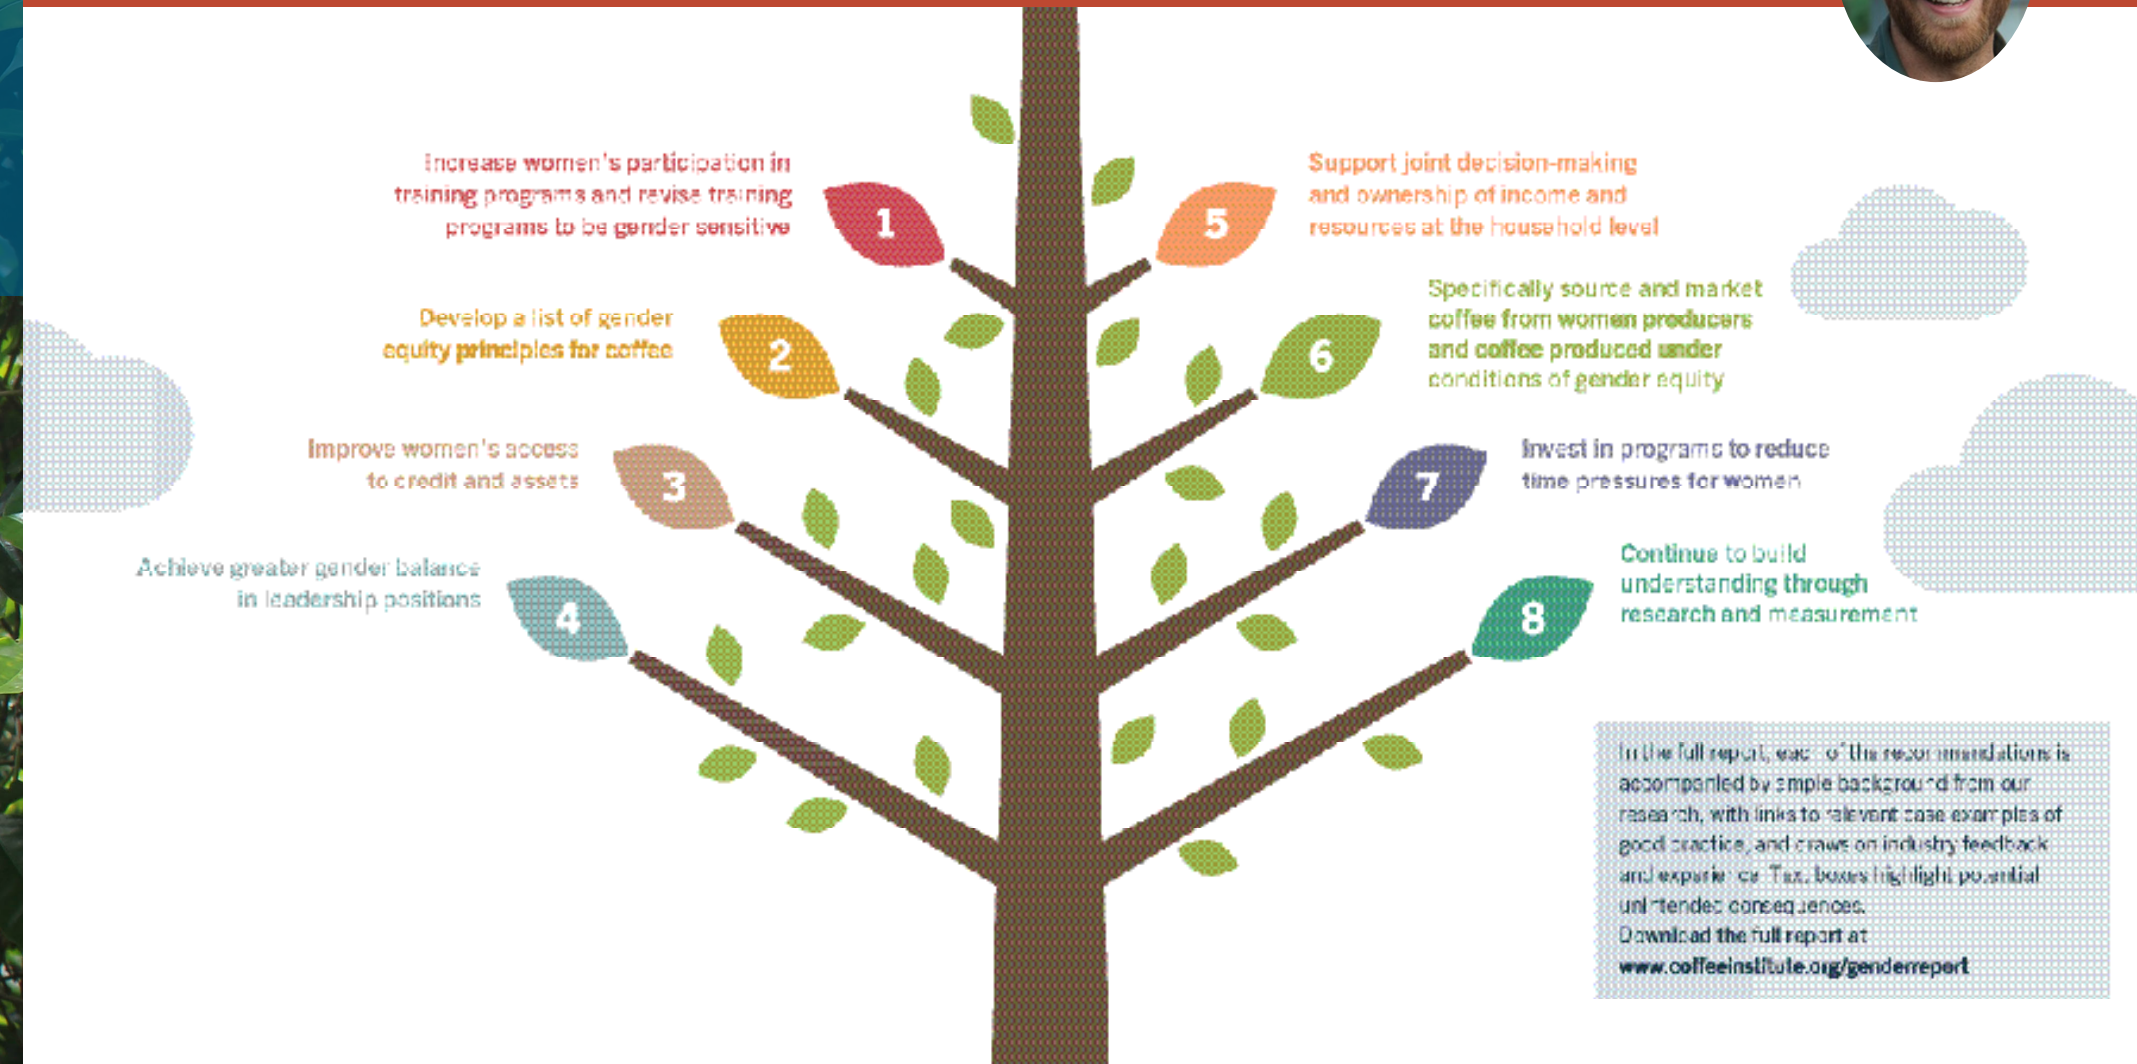 Increase women's participation in
training programs and revise training
programs to be gender sensitive
1
Develop a list of gender
equity principles for coffee
2
Improve women's access
to credit and assets
3
Achieve greater gender balance
in leadership positions
4
5
Support joint decision-making
and ownership of income and
resources at the household level
6
Specifically source and market
coffee from women producers
and coffee produced under
conditions of gender equity
7
Invest in programs to reduce
time pressures for women
8
Continue to build
understanding through
research and measurement
In the full report, each of the recommendations is
accompanied by ample background from our
research, with links to relevant case examples of
good practice, and draws on industry feedback
and experience. Text boxes highlight potential
unintended consequences.
Download the full report at
www.coffeeinstitute.org/genderreport